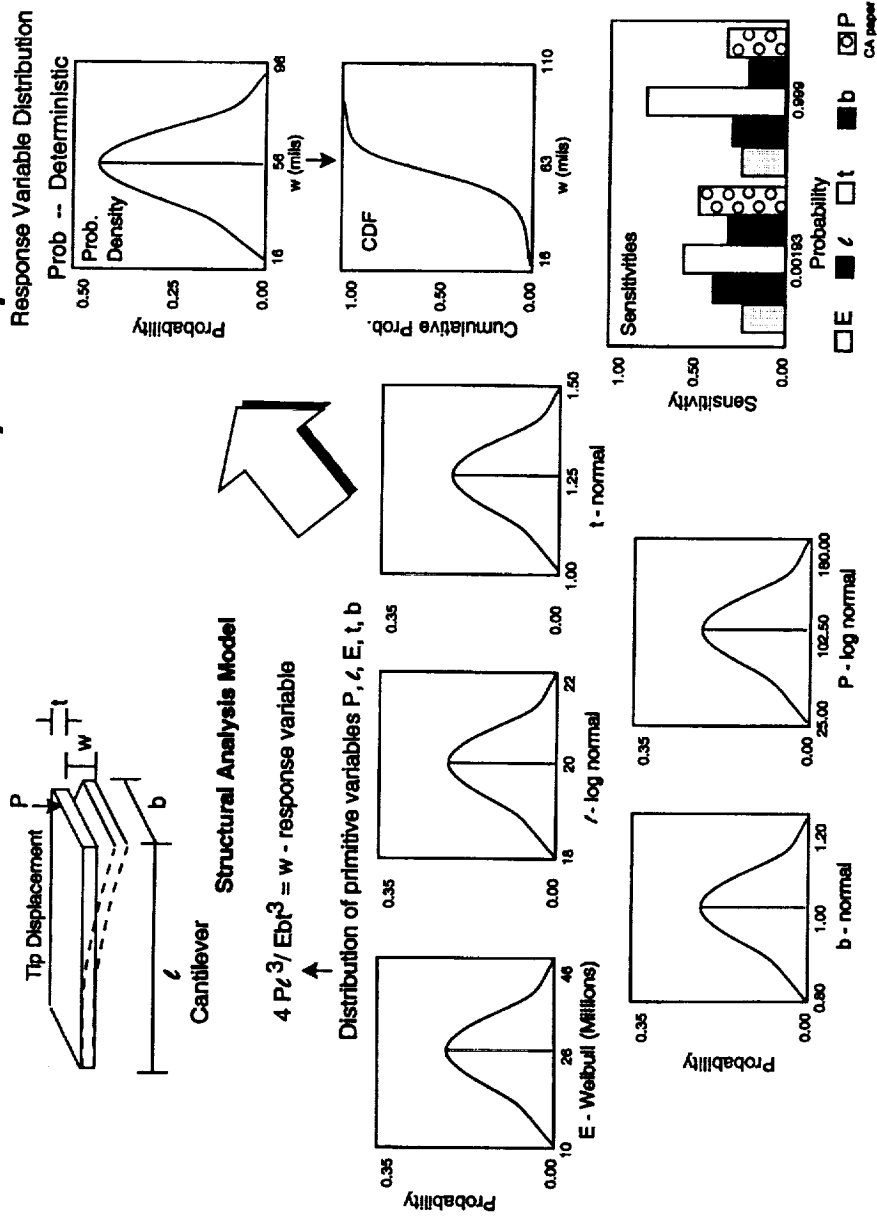 Tip Displacement
P
t
w
b
ℓ
Cantilever
Structural Analysis Model
4 Pℓ³/ Ebt³ = w - response variable
Distribution of primitive variables P, ℓ, E, t, b
Probability
0.35
0.00
10
26
46
E - Weibull (Millions)
0.35
0.00
18
20
22
ℓ - log normal
0.35
0.00
1.00
1.25
1.50
t - normal
Probability
0.35
0.00
0.80
1.00
1.20
b - normal
0.35
0.00
25.00
102.50
180.00
P - log normal
Response Variable Distribution
Prob -- Deterministic
Probability
0.50
0.25
0.00
Prob.
Density
16
56
96
w (mils)
Cumulative Prob.
1.00
0.50
0.00
CDF
16
63
110
w (mils)
Sensitivity
1.00
0.50
0.00
Sensitivities
0.00193
0.999
Probability
E
ℓ
t
b
P
CA paper